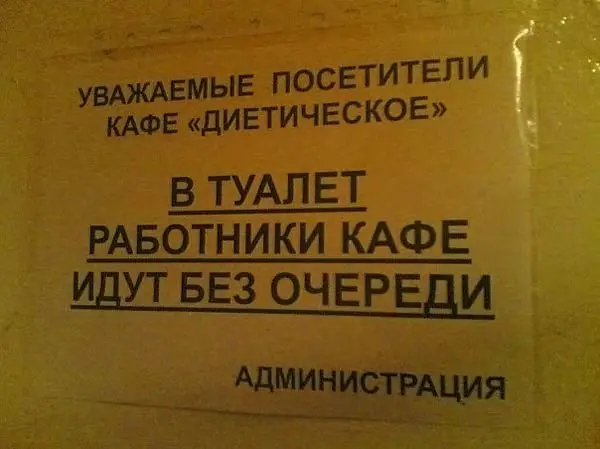 УВАЖАЕМЫЕ ПОСЕТИТЕЛИ
КАФЕ «ДИЕТИЧЕСКОЕ»
В ТУАЛЕТ
РАБОТНИКИ КАФЕ
ИДУТ БЕЗ ОЧЕРЕДИ
АДМИНИСТРАЦИЯ